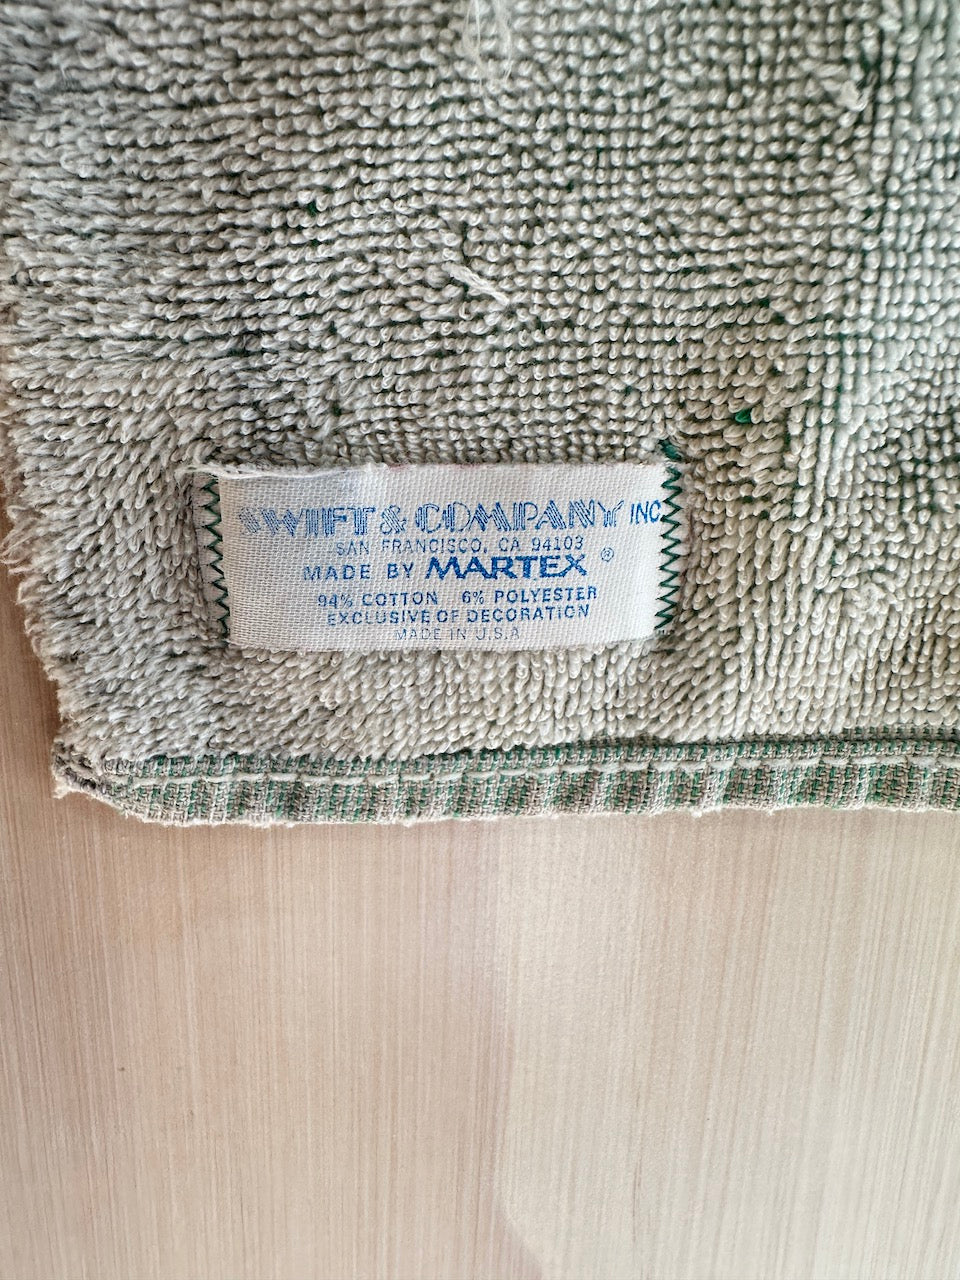 SWIFT & COMPANY INC.
SAN FRANCISCO, CA 94103
MADE BY MARTEX ®
94% COTTON 6% POLYESTER
EXCLUSIVE OF DECORATION
MADE IN U.S.A